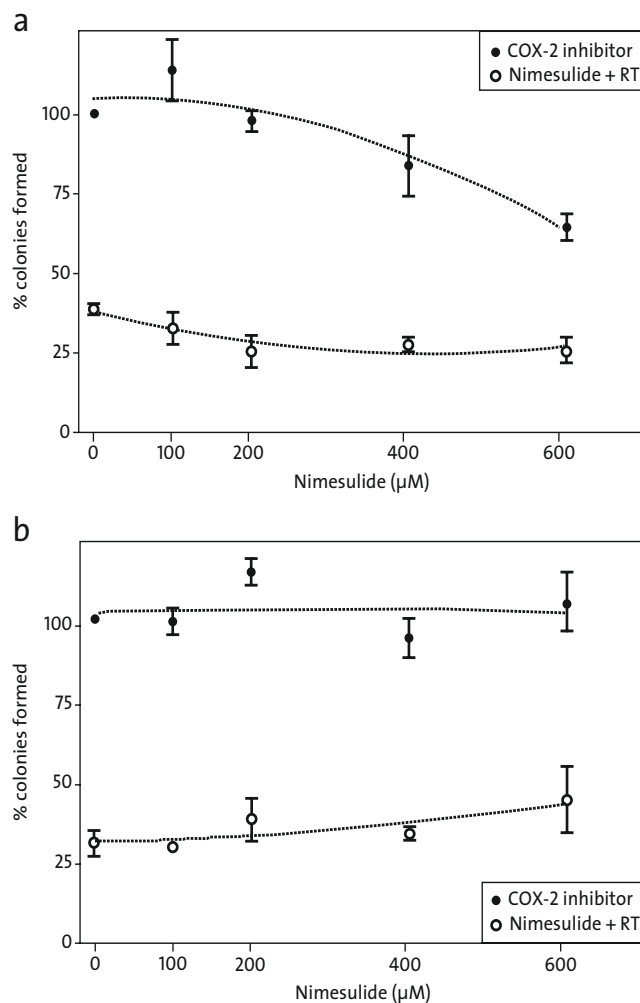 a
COX-2 inhibitor
Nimesulide + RT
100
75
50
25
0
% colonies formed
0 100 200 400 600
Nimesulide (µM)
b
100
75
50
25
0
% colonies formed
COX-2 inhibitor
Nimesulide + RT
0 100 200 400 600
Nimesulide (µM)